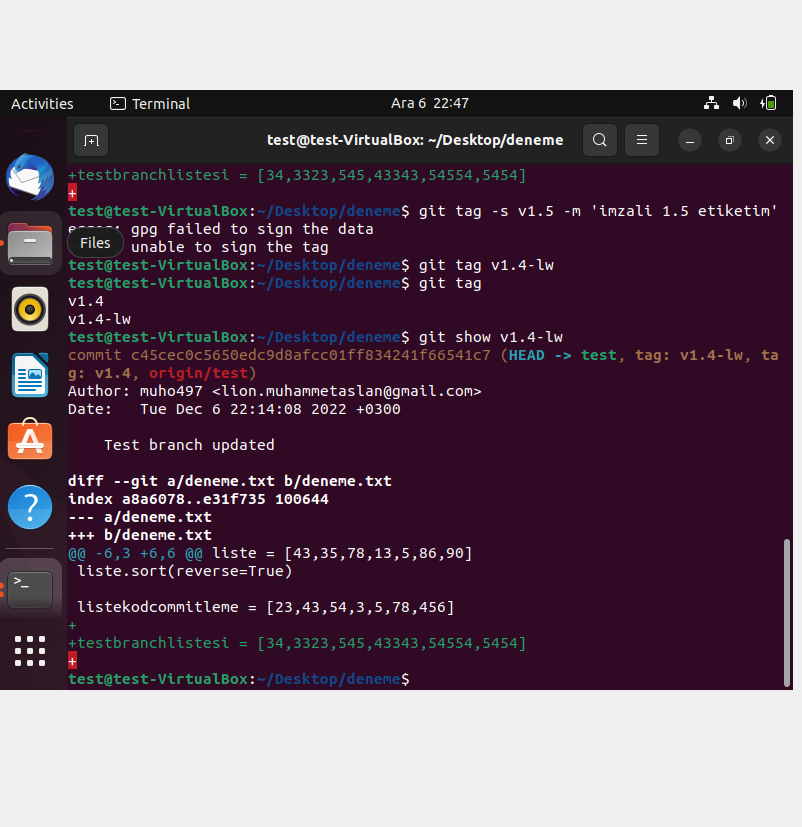 Activities
Terminal
Ara 6 22:47
test@test-VirtualBox: ~/Desktop/deneme
+testbranchlistesi = [34,3323,545,43343,54554,5454]
+
test@test-VirtualBox:~/Desktop/deneme$ git tag -s v1.5 -m 'imzali 1.5 etiketim'
error: gpg failed to sign the data
Files
unable to sign the tag
test@test-VirtualBox:~/Desktop/deneme$ git tag v1.4-lw
test@test-VirtualBox:~/Desktop/deneme$ git tag
v1.4
v1.4-lw
test@test-VirtualBox:~/Desktop/deneme$ git show v1.4-lw
commit c45cec0c5650edc9d8afcc01ff834241f66541c7 (HEAD -> test, tag: v1.4-lw, ta
g: v1.4, origin/test)
Author: muho497 <lion.muhammetaslan@gmail.com>
Date:   Tue Dec 6 22:14:08 2022 +0300
    Test branch updated
diff --git a/deneme.txt b/deneme.txt
index a8a6078..e31f735 100644
--- a/deneme.txt
+++ b/deneme.txt
@@ -6,3 +6,6 @@ liste = [43,35,78,13,5,86,90]
 liste.sort(reverse=True)
 listekodcommitleme = [23,43,54,3,5,78,456]
+
+testbranchlistesi = [34,3323,545,43343,54554,5454]
+
test@test-VirtualBox:~/Desktop/deneme$